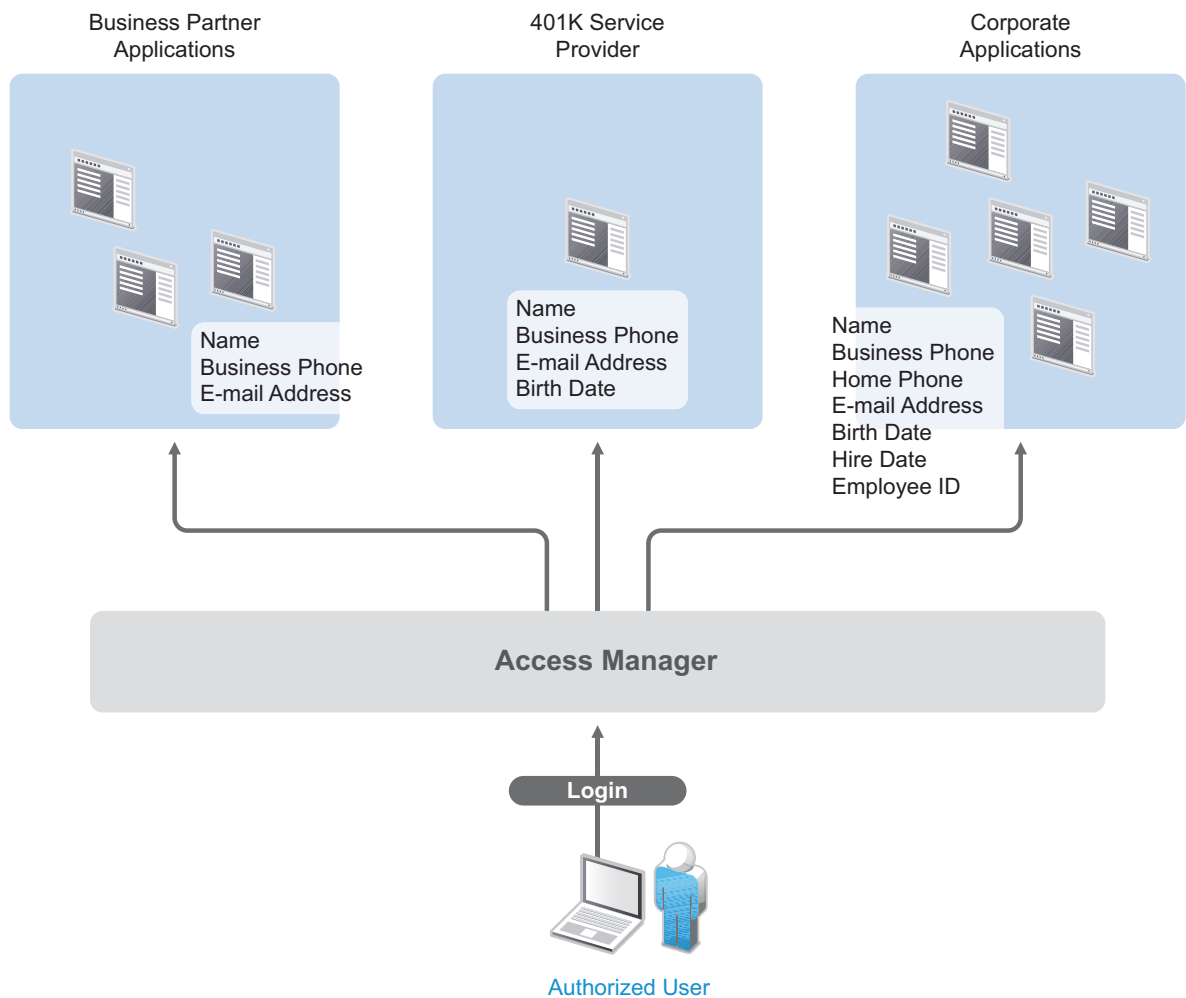 Business Partner
Applications
401K Service
Provider
Corporate
Applications
Name
Business Phone
E-mail Address
Name
Business Phone
E-mail Address
Birth Date
Name
Business Phone
Home Phone
E-mail Address
Birth Date
Hire Date
Employee ID
Access Manager
Login
Authorized User